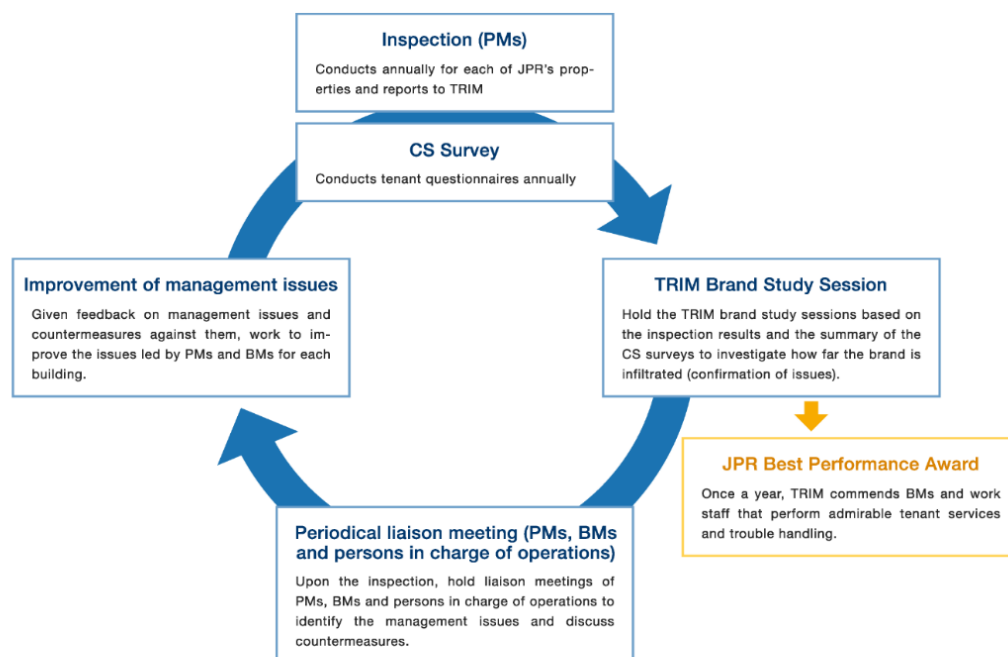 Inspection (PMs)
Conducts annually for each of JPR's prop-
erties and reports to TRIM
CS Survey
Conducts tenant questionnaires annually
TRIM Brand Study Session
Hold the TRIM brand study sessions based on
the inspection results and the summary of the
CS surveys to investigate how far the brand is
infiltrated (confirmation of issues).
JPR Best Performance Award
Once a year, TRIM commends BMs and work
staff that perform admirable tenant services
and trouble handling.
Periodical liaison meeting (PMs, BMs
and persons in charge of operations)
Upon the inspection, hold liaison meetings of
PMs, BMs and persons in charge of operations to
identify the management issues and discuss
countermeasures.
Improvement of management issues
Given feedback on management issues and
countermeasures against them, work to im-
prove the issues led by PMs and BMs for each
building.